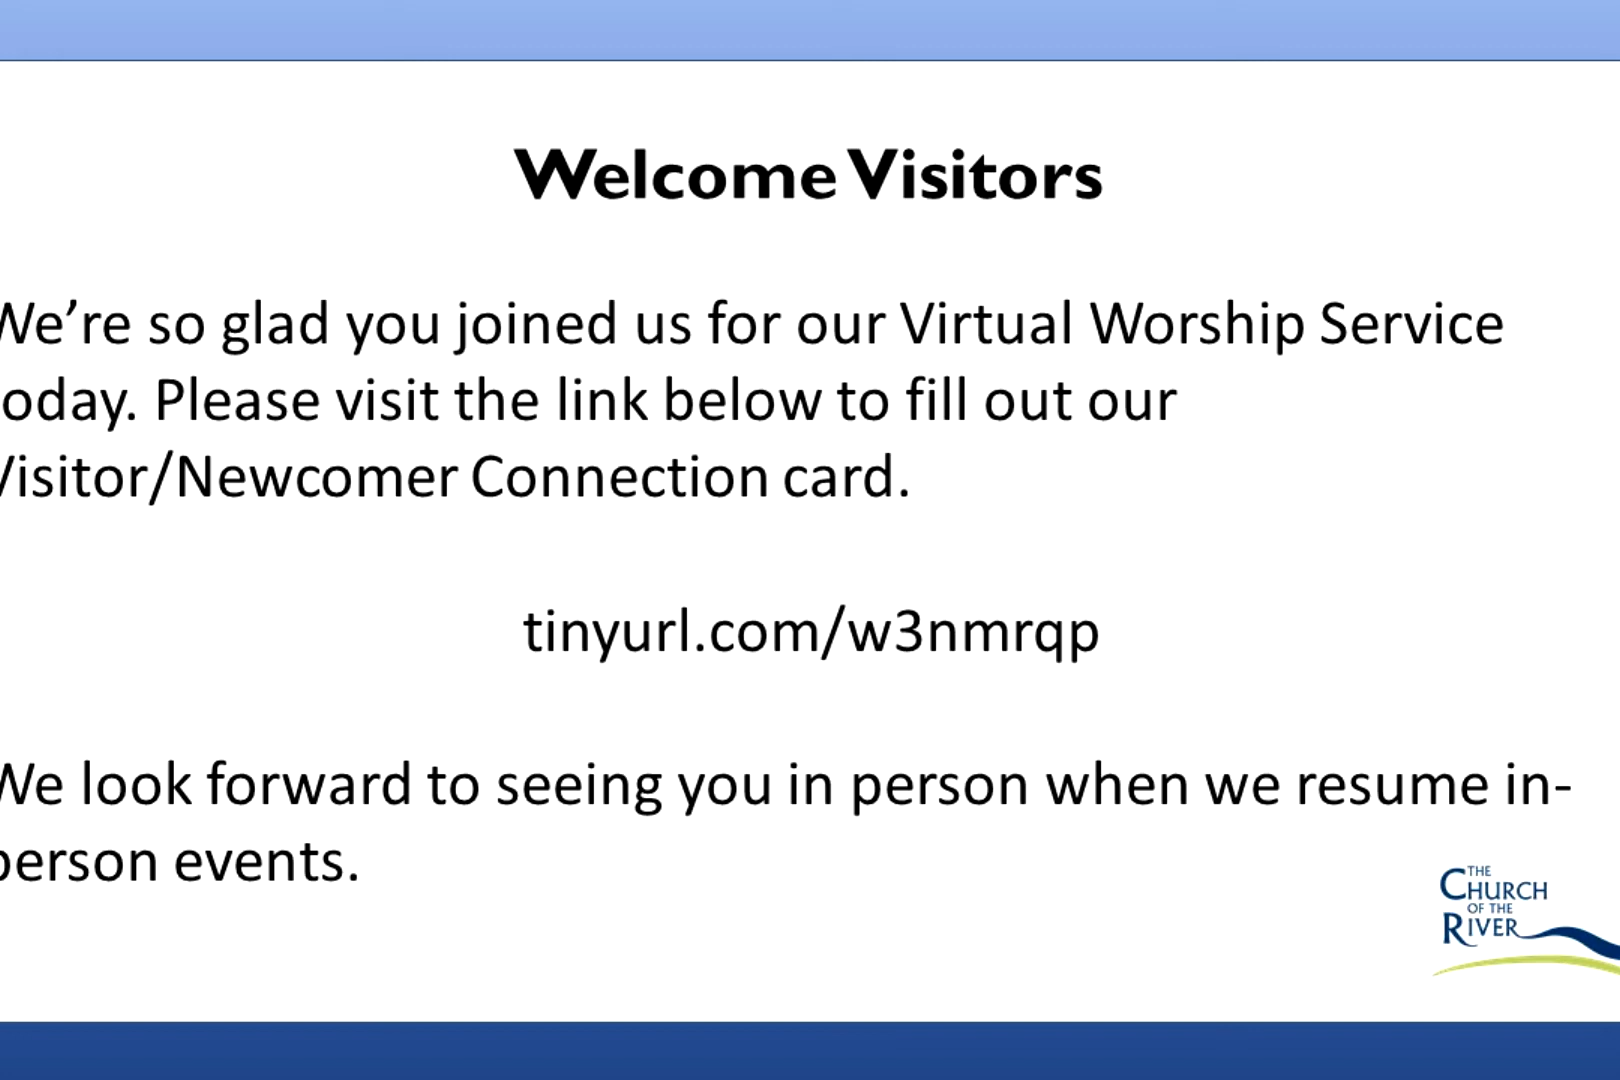 Welcome Visitors
We’re so glad you joined us for our Virtual Worship Service
today. Please visit the link below to fill out our
Visitor/Newcomer Connection card.
tinyurl.com/w3nmrqp
We look forward to seeing you in person when we resume in-
person events.
THE
CHURCH
OF THE
RIVER